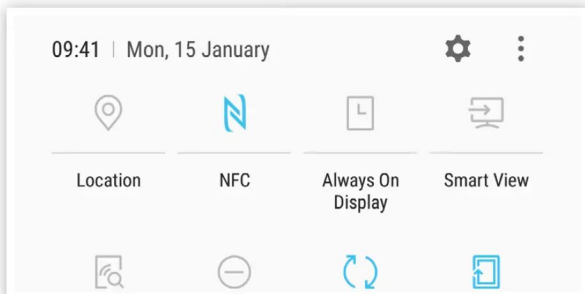 09:41 | Mon, 15 January
Location
NFC
Always On
Display
Smart View